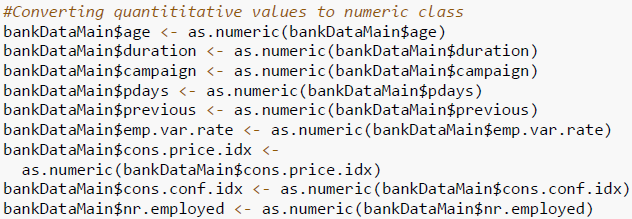 #Converting quantititative values to numeric class
bankDataMain$age <- as.numeric(bankDataMain$age)
bankDataMain$duration <- as.numeric(bankDataMain$duration)
bankDataMain$campaign <- as.numeric(bankDataMain$campaign)
bankDataMain$pdays <- as.numeric(bankDataMain$pdays)
bankDataMain$previous <- as.numeric(bankDataMain$previous)
bankDataMain$emp.var.rate <- as.numeric(bankDataMain$emp.var.rate)
bankDataMain$cons.price.idx <-
  as.numeric(bankDataMain$cons.price.idx)
bankDataMain$cons.conf.idx <- as.numeric(bankDataMain$cons.conf.idx)
bankDataMain$nr.employed <- as.numeric(bankDataMain$nr.employed)